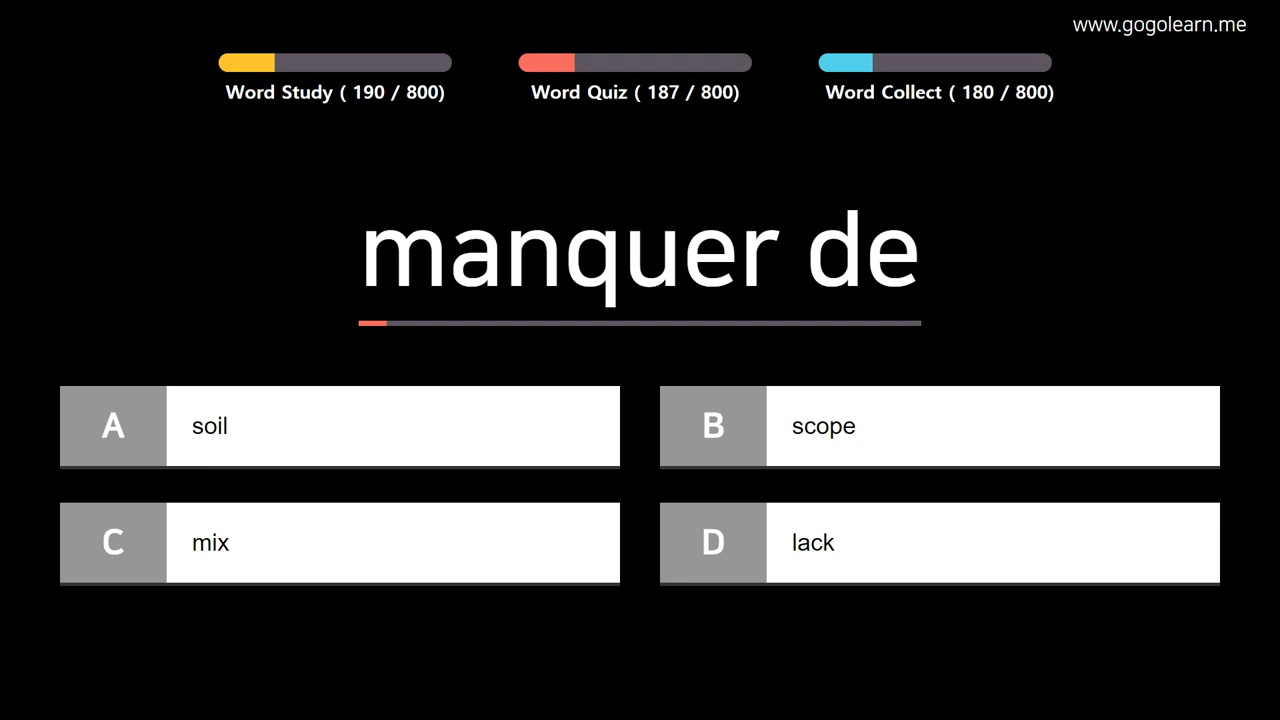 www.gogolearn.me
Word Study ( 190 / 800)
Word Quiz ( 187 / 800)
Word Collect ( 180 / 800)
manquer de
A
soil
B
scope
C
mix
D
lack